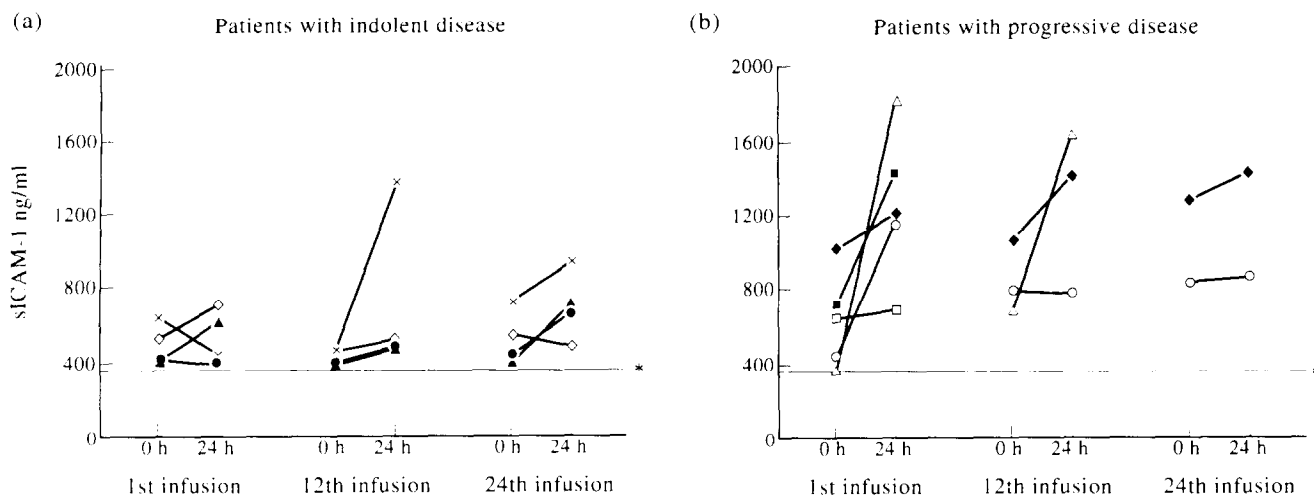 (a) Patients with indolent disease
sICAM-1 ng/ml
2000
1600
1200
800
400
0
0 h 24 h 0 h 24 h 0 h 24 h
1st infusion 12th infusion 24th infusion
*
(b) Patients with progressive disease
2000
1600
1200
800
400
0
0 h 24 h 0 h 24 h 0 h 24 h
1st infusion 12th infusion 24th infusion